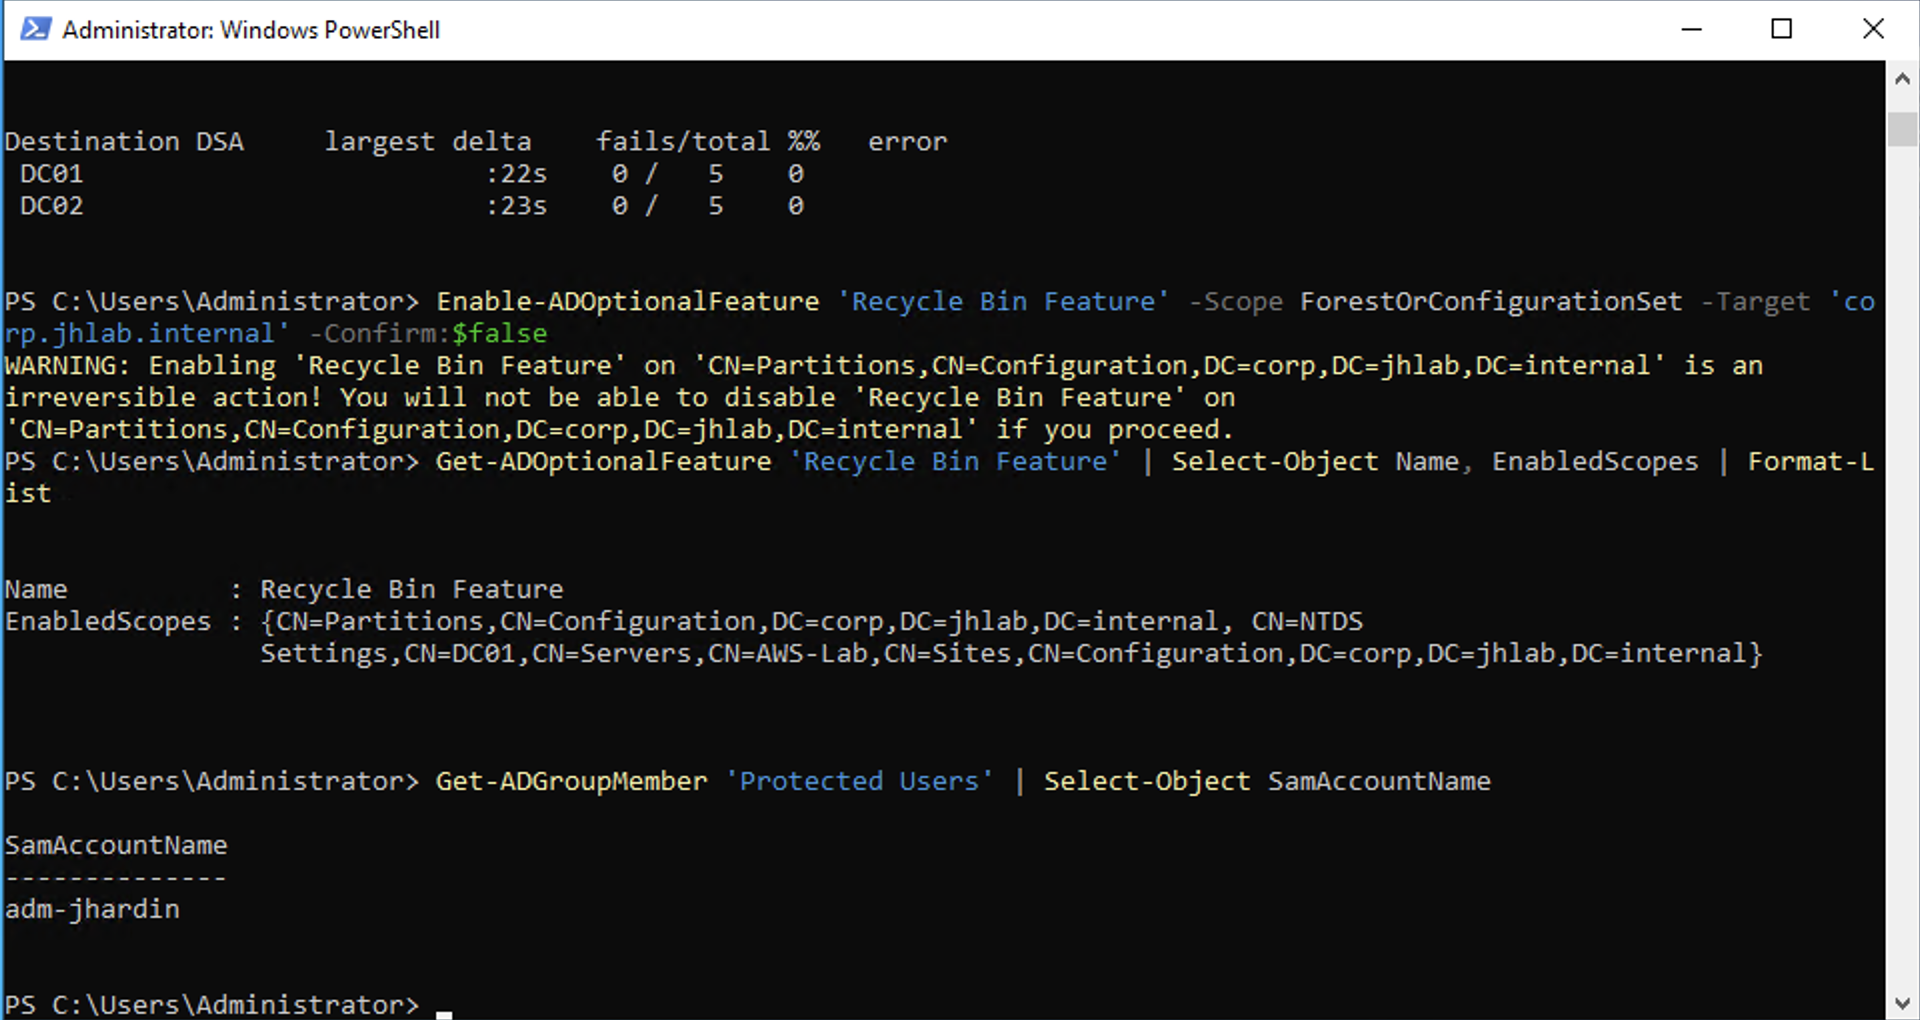 Administrator: Windows PowerShell
Destination DSA     largest delta    fails/total %%   error
 DC01                         :22s    0 /   5    0
 DC02                         :23s    0 /   5    0
PS C:\Users\Administrator> Enable-ADOptionalFeature 'Recycle Bin Feature' -Scope ForestOrConfigurationSet -Target 'co
rp.jhlab.internal' -Confirm:$false
WARNING: Enabling 'Recycle Bin Feature' on 'CN=Partitions,CN=Configuration,DC=corp,DC=jhlab,DC=internal' is an
irreversible action! You will not be able to disable 'Recycle Bin Feature' on
'CN=Partitions,CN=Configuration,DC=corp,DC=jhlab,DC=internal' if you proceed.
PS C:\Users\Administrator> Get-ADOptionalFeature 'Recycle Bin Feature' | Select-Object Name, EnabledScopes | Format-L
ist
Name          : Recycle Bin Feature
EnabledScopes : {CN=Partitions,CN=Configuration,DC=corp,DC=jhlab,DC=internal, CN=NTDS
                Settings,CN=DC01,CN=Servers,CN=AWS-Lab,CN=Sites,CN=Configuration,DC=corp,DC=jhlab,DC=internal}
PS C:\Users\Administrator> Get-ADGroupMember 'Protected Users' | Select-Object SamAccountName
SamAccountName
--------------
adm-jhardin
PS C:\Users\Administrator>